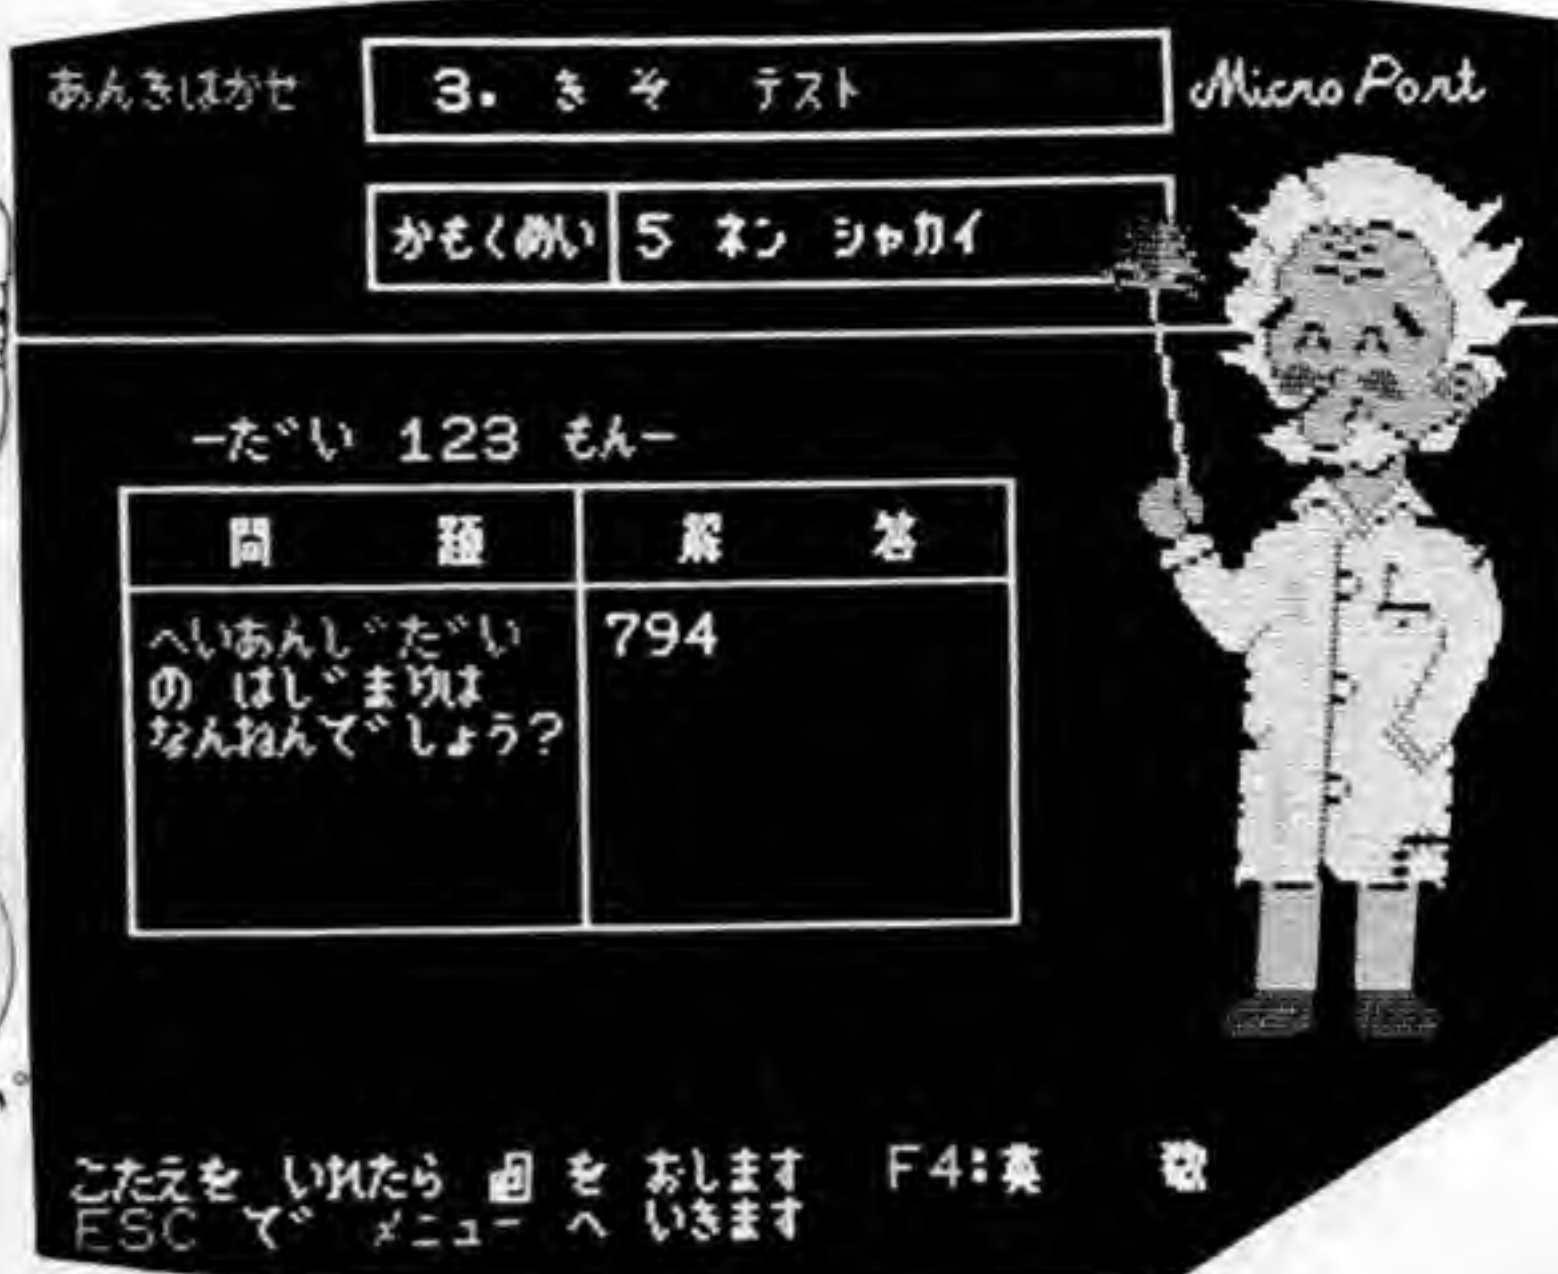 あんきはかせ
3. きそ テスト
Micro Port
かもくめい
5 ネン シャカイ
ーだ゛い 123 もんー
問 題
解 答
へいあんじ゛だ゛い
の はじ゛まりは
なんねんで゛しょう?
794
こたえを いれたら を おします
F4:英
ESC で゛ メニュー へ いきます